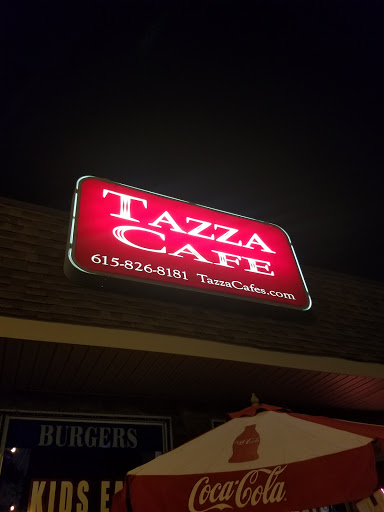 TAZZA
CAFE
615-826-8181 TazzaCafes.com
BURGERS
KIDS
Coca-Cola